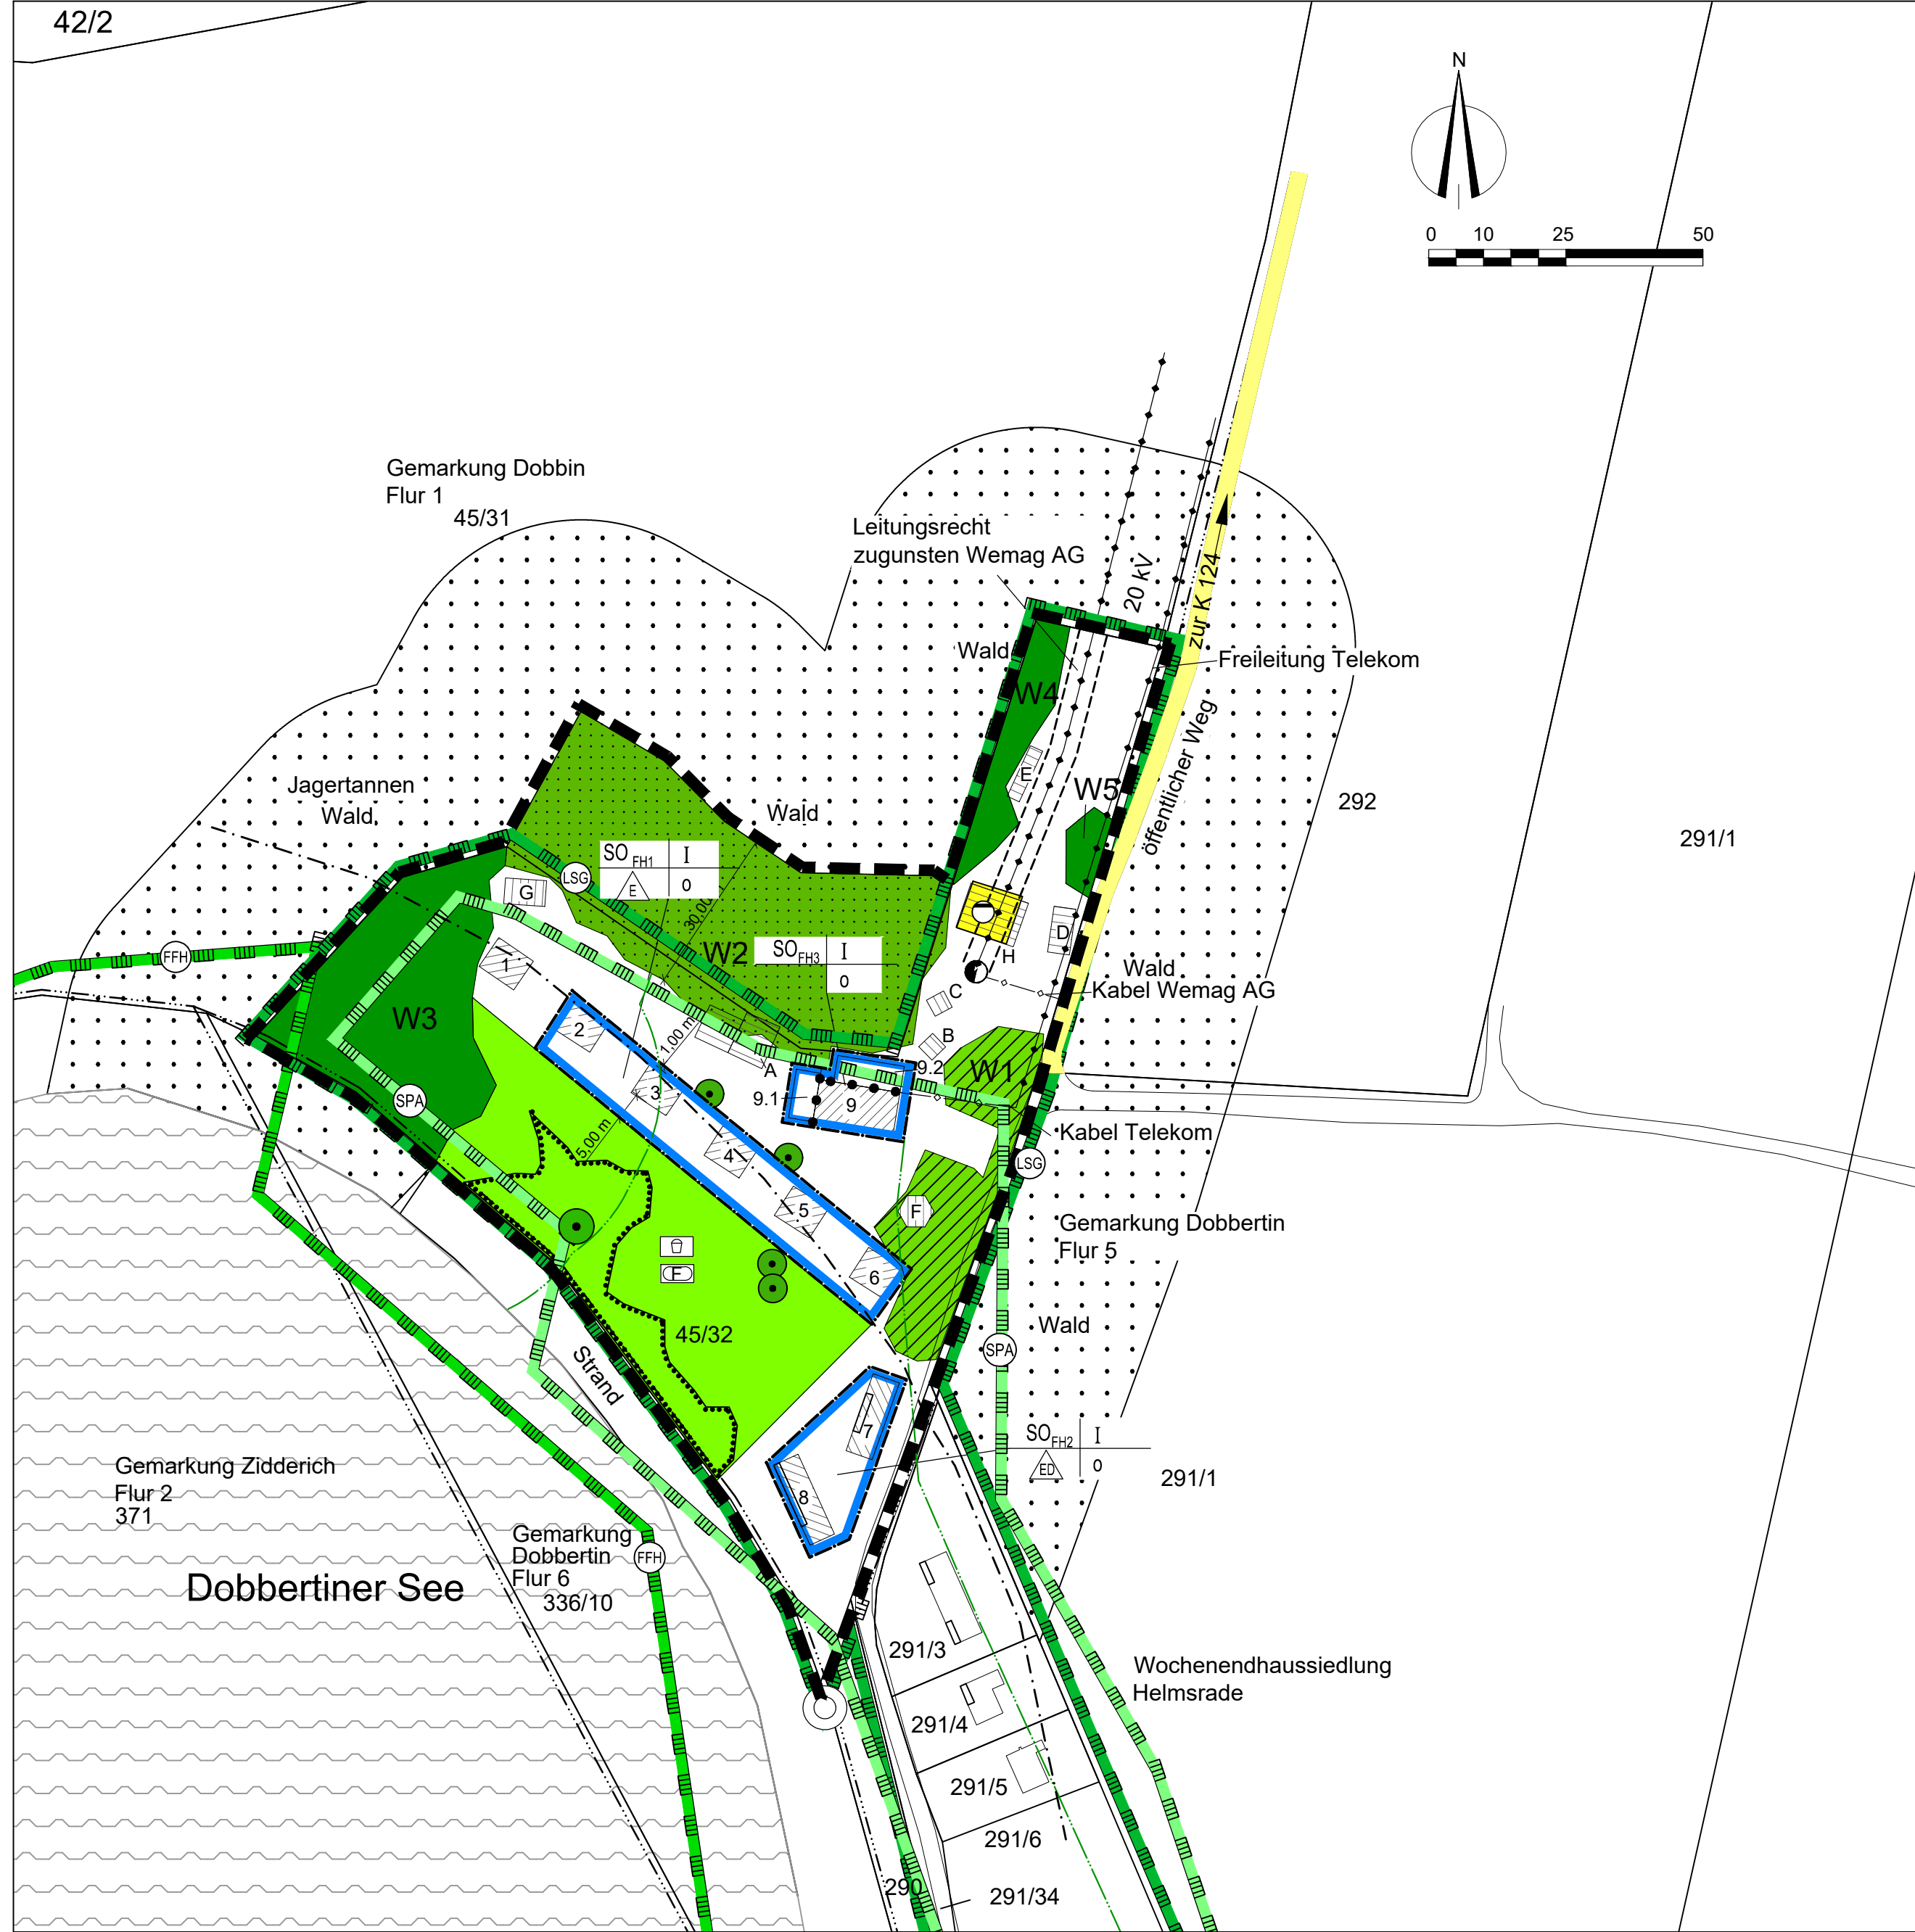 42/2
N
0 10 25 50
Gemarkung Dobbin
Flur 1
45/31
Leitungsrecht
zugunsten Wemag AG
20 kV
zur K 124
Wald
W4
Freileitung Telekom
öffentlicher Weg
E
W5
292
291/1
Jagertannen
Wald
Wald
SO FH1 I
E 0
LSG
G
30,00
W2
SO FH3 I
0
D
H
C
Wald
Kabel Wemag AG
FFH
1
W3
2
1,00 m
B
W1
A
9.2
9.1
9
3
SPA
Kabel Telekom
LSG
5,00 m
4
5
F
Gemarkung Dobbertin
Flur 5
6
F
45/32
Wald
SPA
Strand
7
SO FH2 I
ED 0
291/1
8
Gemarkung Zidderich
Flur 2
371
Gemarkung
Dobbertin
Flur 6
336/10
FFH
Dobbertiner See
291/3
Wochenendhaussiedlung
Helmsrade
291/4
291/5
291/6
290
291/34